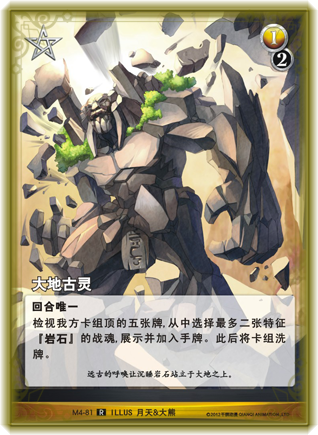 I
2
大地古灵
回合唯一
检视我方卡组顶的五张牌,从中选择最多二张特征
『岩石』的战魂,展示并加入手牌。此后将卡组洗
牌。
远古的呼唤让沉睡岩石站立于大地之上。
M4-81 R ILLUS 月天&大熊